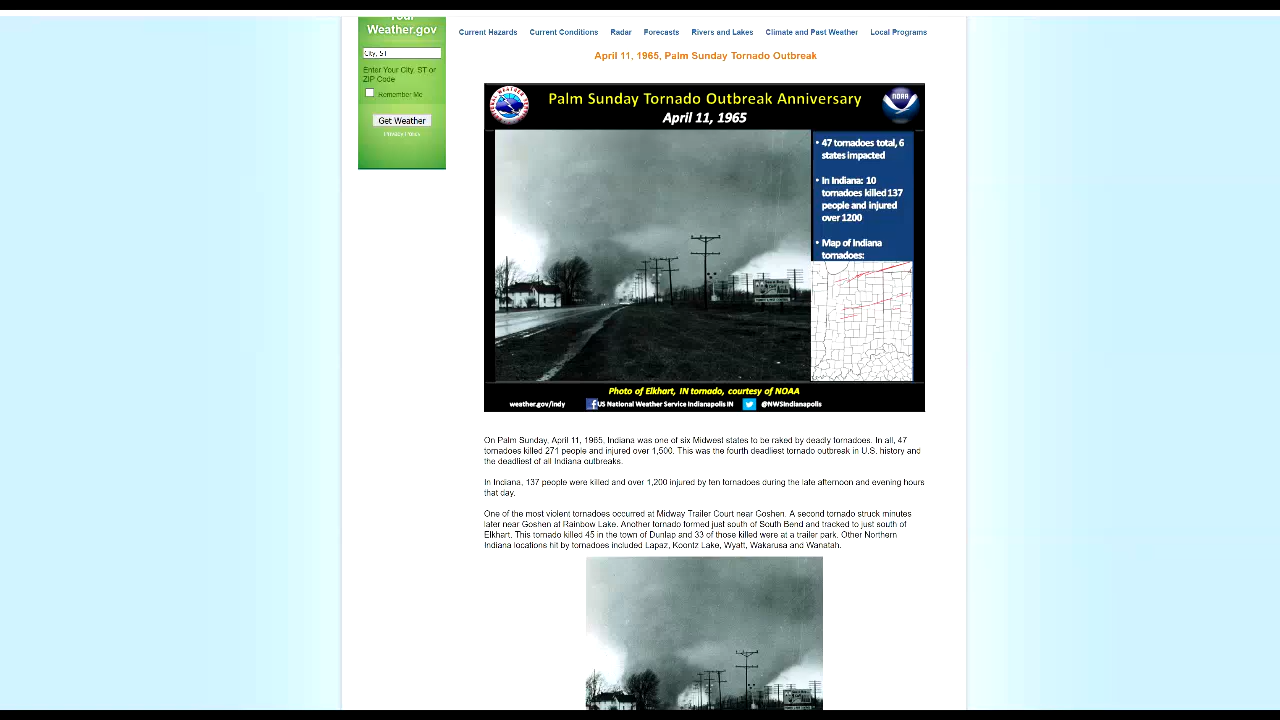 Your
Weather.gov
City, ST
Enter Your City, ST or
ZIP Code
Remember Me
Get Weather
Privacy Policy
Current Hazards Current Conditions Radar Forecasts Rivers and Lakes Climate and Past Weather Local Programs
April 11, 1965, Palm Sunday Tornado Outbreak
Palm Sunday Tornado Outbreak Anniversary
April 11, 1965
NOAA
• 47 tornadoes total, 6
states impacted
• In Indiana: 10
tornadoes killed 137
people and injured
over 1200
• Map of Indiana
tornadoes:
Photo of Elkhart, IN tornado, courtesy of NOAA
weather.gov/indy US National Weather Service Indianapolis IN @NWSIndianapolis
On Palm Sunday, April 11, 1965, Indiana was one of six Midwest states to be raked by deadly tornadoes. In all, 47
tornadoes killed 271 people and injured over 1,500. This was the fourth deadliest tornado outbreak in U.S. history and
the deadliest of all Indiana outbreaks.
In Indiana, 137 people were killed and over 1,200 injured by ten tornadoes during the late afternoon and evening hours
that day.
One of the most violent tornadoes occurred at Midway Trailer Court near Goshen. A second tornado struck minutes
later near Goshen at Rainbow Lake. Another tornado formed just south of South Bend and tracked to just south of
Elkhart. This tornado killed 45 in the town of Dunlap and 33 of those killed were at a trailer park. Other Northern
Indiana locations hit by tornadoes included Lapaz, Koontz Lake, Wyatt, Wakarusa and Wanatah.